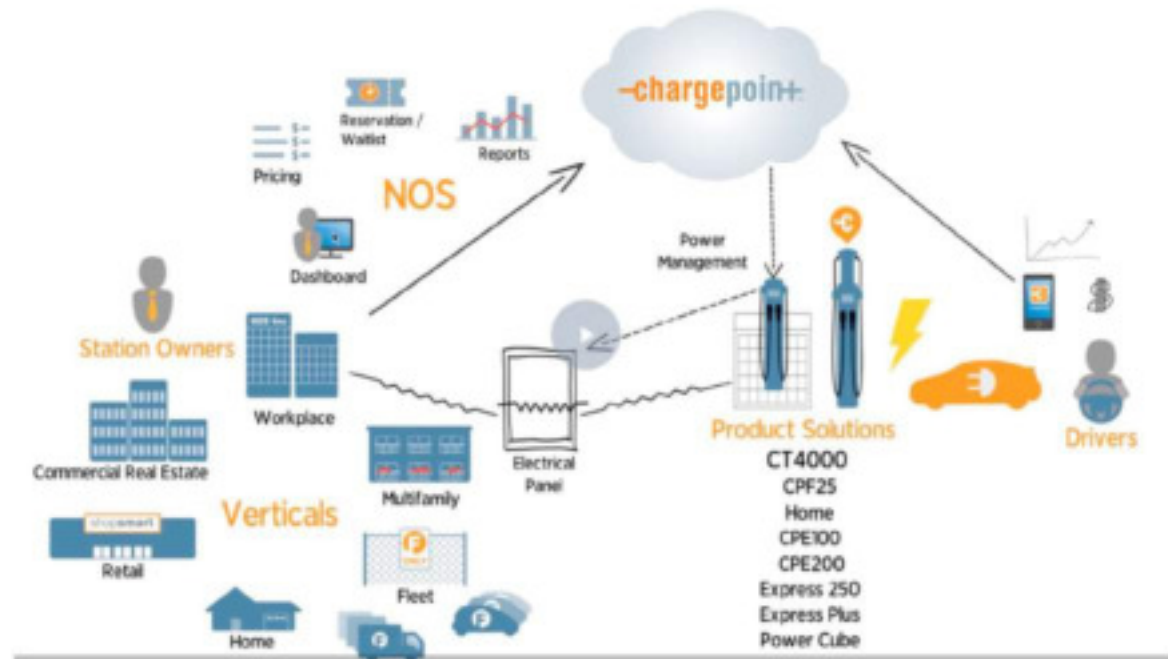 -chargepoin+
Reservation /
Waitlist
Reports
Pricing
NOS
Dashboard
Power
Management
Station Owners
Workplace
Commercial Real Estate
Electrical
Panel
Multifamily
Verticals
shopsmart
Retail
F
Fleet
Home
F
F
Product Solutions
CT4000
CPF25
Home
CPE100
CPE200
Express 250
Express Plus
Power Cube
Drivers